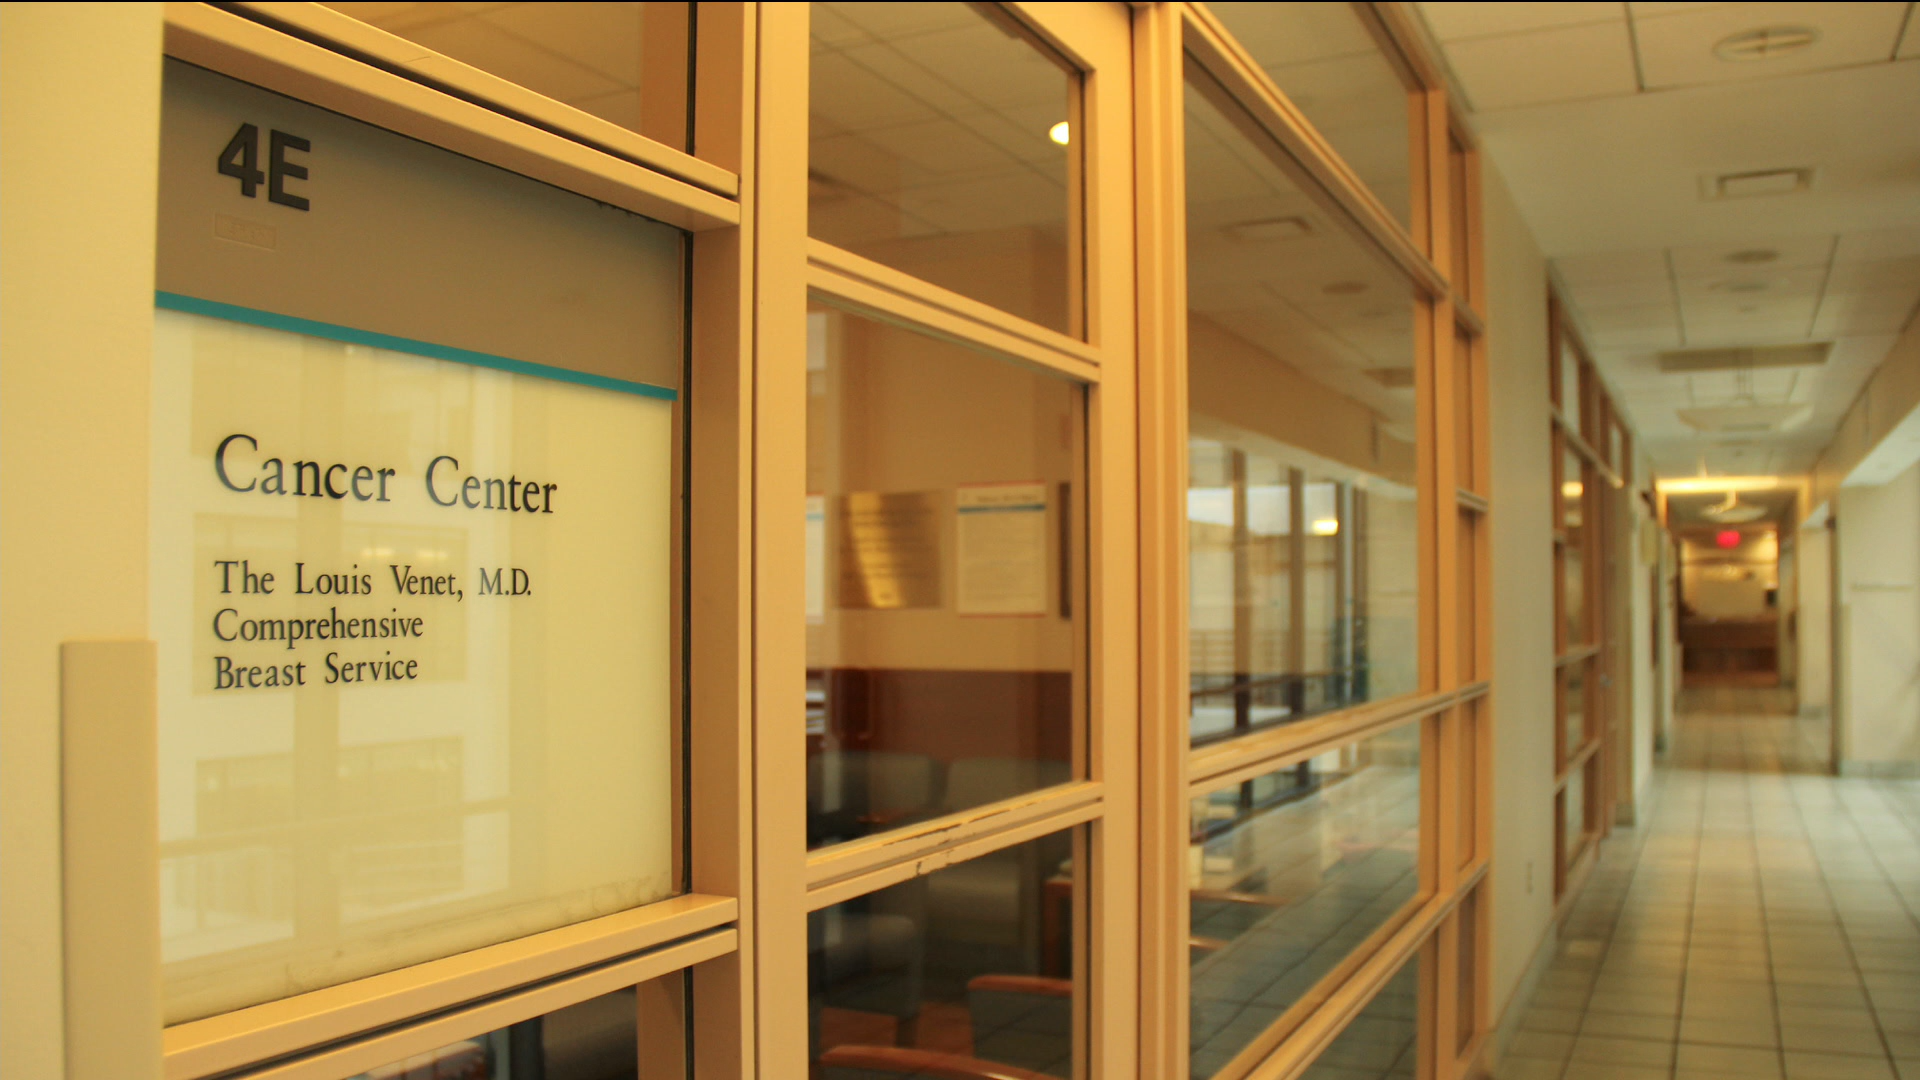 4E
Cancer Center
The Louis Venet, M.D.
Comprehensive
Breast Service